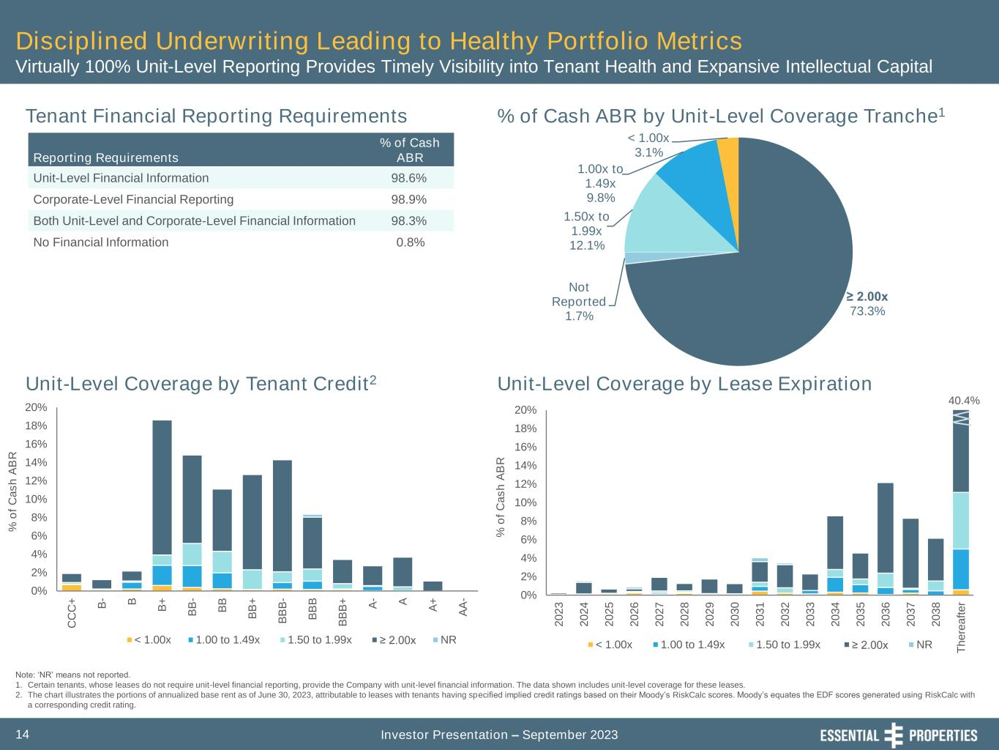 Disciplined Underwriting Leading to Healthy Portfolio Metrics
Virtually 100% Unit-Level Reporting Provides Timely Visibility into Tenant Health and Expansive Intellectual Capital
Tenant Financial Reporting Requirements
Reporting Requirements % of Cash ABR
Unit-Level Financial Information 98.6%
Corporate-Level Financial Reporting 98.9%
Both Unit-Level and Corporate-Level Financial Information 98.3%
No Financial Information 0.8%
% of Cash ABR by Unit-Level Coverage Tranche¹
< 1.00x
3.1%
1.00x to
1.49x
9.8%
1.50x to
1.99x
12.1%
Not
Reported
1.7%
≥ 2.00x
73.3%
Unit-Level Coverage by Tenant Credit²
% of Cash ABR
20%
18%
16%
14%
12%
10%
8%
6%
4%
2%
0%
CCC+ B- B B+ BB- BB BB+ BBB- BBB BBB+ A- A A+ AA-
< 1.00x 1.00 to 1.49x 1.50 to 1.99x ≥ 2.00x NR
Unit-Level Coverage by Lease Expiration
40.4%
% of Cash ABR
20%
18%
16%
14%
12%
10%
8%
6%
4%
2%
0%
2023 2024 2025 2026 2027 2028 2029 2030 2031 2032 2033 2034 2035 2036 2037 2038 Thereafter
< 1.00x 1.00 to 1.49x 1.50 to 1.99x ≥ 2.00x NR
Note: ‘NR’ means not reported.
1. Certain tenants, whose leases do not require unit-level financial reporting, provide the Company with unit-level financial information. The data shown includes unit-level coverage for these leases.
2. The chart illustrates the portions of annualized base rent as of June 30, 2023, attributable to leases with tenants having specified implied credit ratings based on their Moody’s RiskCalc scores. Moody’s equates the EDF scores generated using RiskCalc with
a corresponding credit rating.
14
Investor Presentation – September 2023
ESSENTIAL PROPERTIES